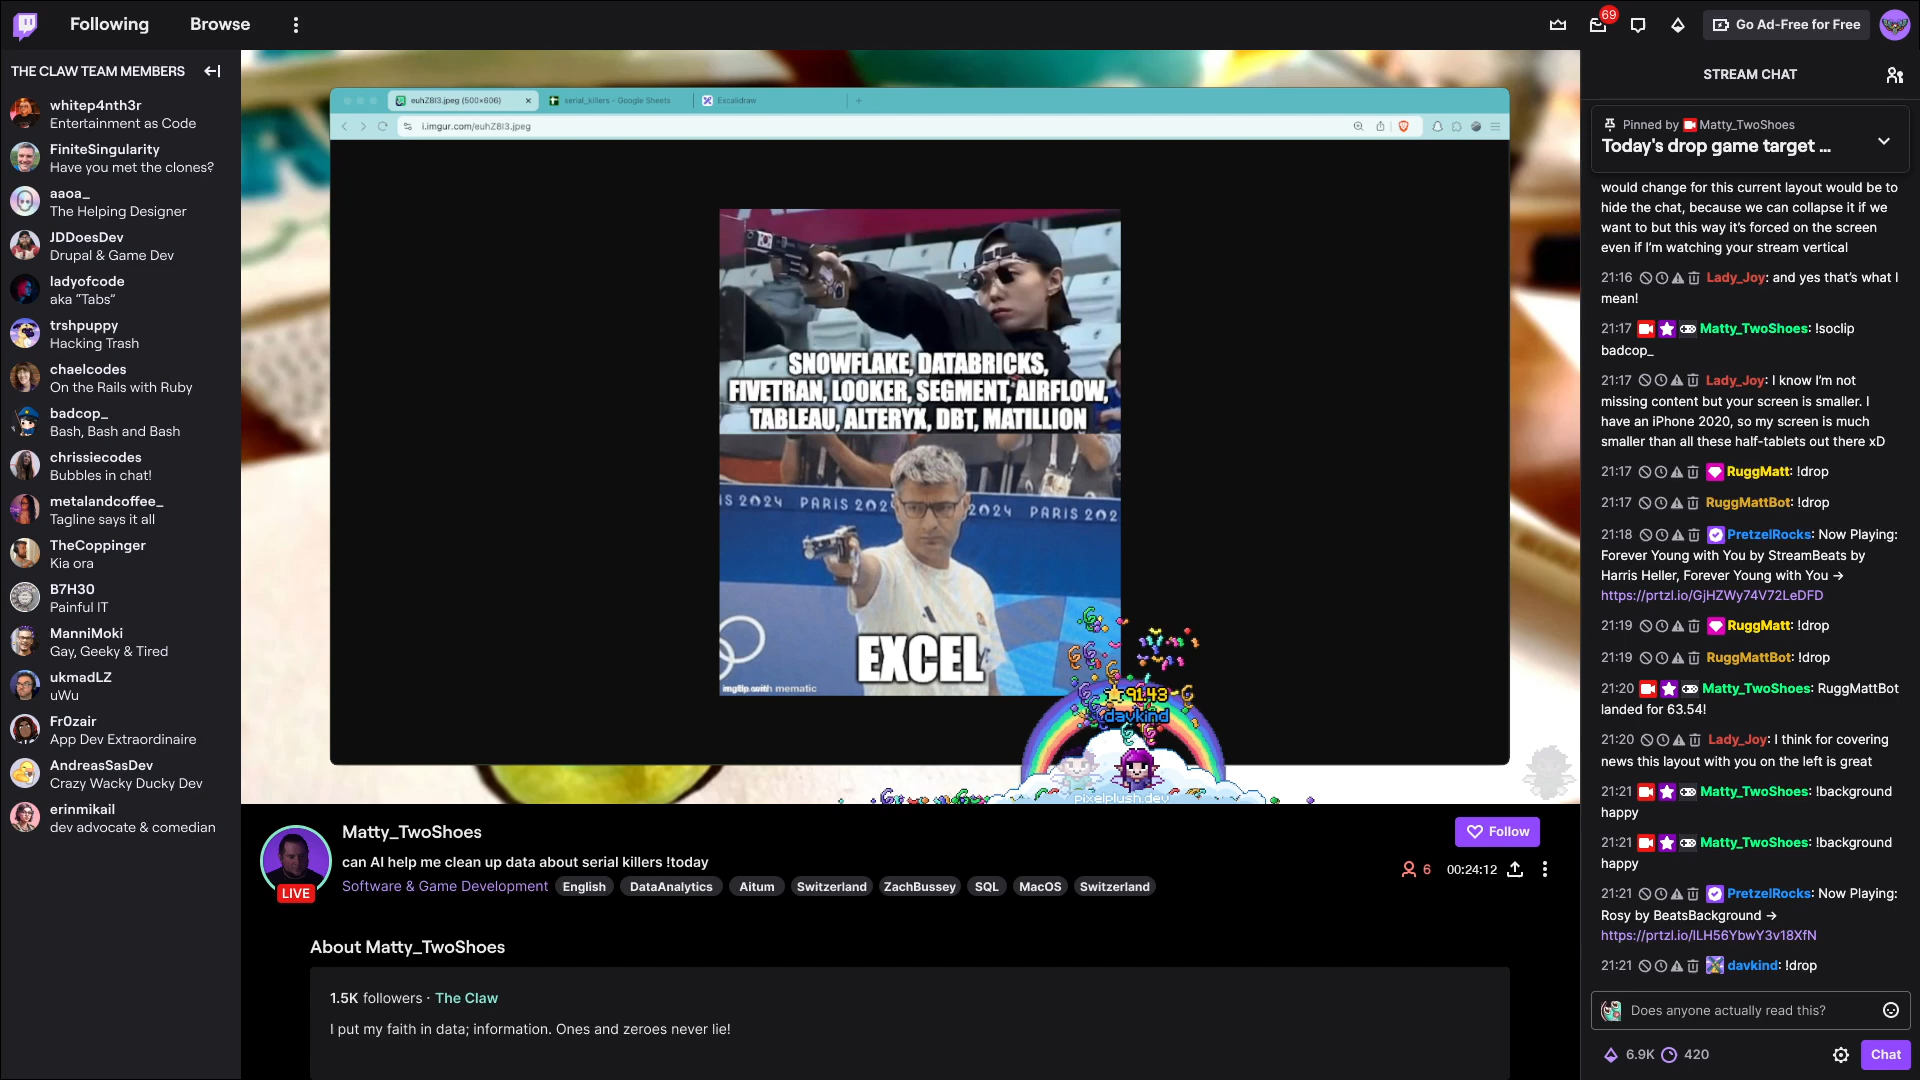 Following
Browse
69
Go Ad-Free for Free
THE CLAW TEAM MEMBERS
whitep4nth3r
Entertainment as Code
FiniteSingularity
Have you met the clones?
aaoa_
The Helping Designer
JDDoesDev
Drupal & Game Dev
ladyofcode
aka “Tabs”
trshpuppy
Hacking Trash
chaelcodes
On the Rails with Ruby
badcop_
Bash, Bash and Bash
chrissiecodes
Bubbles in chat!
metalandcoffee_
Tagline says it all
TheCoppinger
Kia ora
B7H30
Painful IT
ManniMoki
Gay, Geeky & Tired
ukmadLZ
uWu
Fr0zair
App Dev Extraordinaire
AndreasSasDev
Crazy Wacky Ducky Dev
erinmikail
dev advocate & comedian
euhZ8I3.jpeg (500×606)
serial_killers - Google Sheets
Excalidraw
i.imgur.com/euhZ8I3.jpeg
SNOWFLAKE, DATABRICKS,
FIVETRAN, LOOKER, SEGMENT, AIRFLOW,
TABLEAU, ALTERYX, DBT, MATILLION
IS 2024 PARIS 202 2024 PARIS 202
EXCEL
91.43
davkind
pixelplush.dev
Matty_TwoShoes
Follow
can AI help me clean up data about serial killers !today
6 00:24:12
Software & Game Development English DataAnalytics Aitum Switzerland ZachBussey SQL MacOS Switzerland
LIVE
About Matty_TwoShoes
1.5K followers · The Claw
I put my faith in data; information. Ones and zeroes never lie!
STREAM CHAT
Pinned by Matty_TwoShoes
Today's drop game target ...
would change for this current layout would be to
hide the chat, because we can collapse it if we
want to but this way it’s forced on the screen
even if I’m watching your stream vertical
21:16 Lady_Joy: and yes that’s what I
mean!
21:17 Matty_TwoShoes: !soclip
badcop_
21:17 Lady_Joy: I know I’m not
missing content but your screen is smaller. I
have an iPhone 2020, so my screen is much
smaller than all these half-tablets out there xD
21:17 RuggMatt: !drop
21:17 RuggMattBot: !drop
21:18 PretzelRocks: Now Playing:
Forever Young with You by StreamBeats by
Harris Heller, Forever Young with You →
https://prtzl.io/GjHZWy74V72LeDFD
21:19 RuggMatt: !drop
21:19 RuggMattBot: !drop
21:20 Matty_TwoShoes: RuggMattBot
landed for 63.54!
21:20 Lady_Joy: I think for covering
news this layout with you on the left is great
21:21 Matty_TwoShoes: !background
happy
21:21 Matty_TwoShoes: !background
happy
21:21 PretzelRocks: Now Playing:
Rosy by BeatsBackground →
https://prtzl.io/lLH56YbwY3v18XfN
21:21 davkind: !drop
Does anyone actually read this?
6.9K 420
Chat